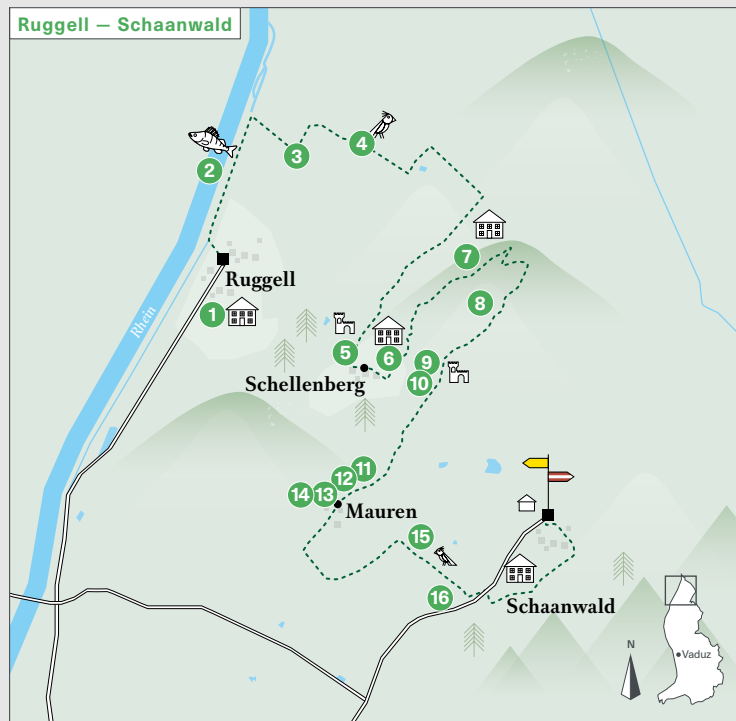 Ruggell — Schaanwald
2
3
4
7
Ruggell
8
1
Rhein
5
6
9
Schellenberg
10
11
12
14
13
Mauren
15
16
Schaanwald
N
Vaduz